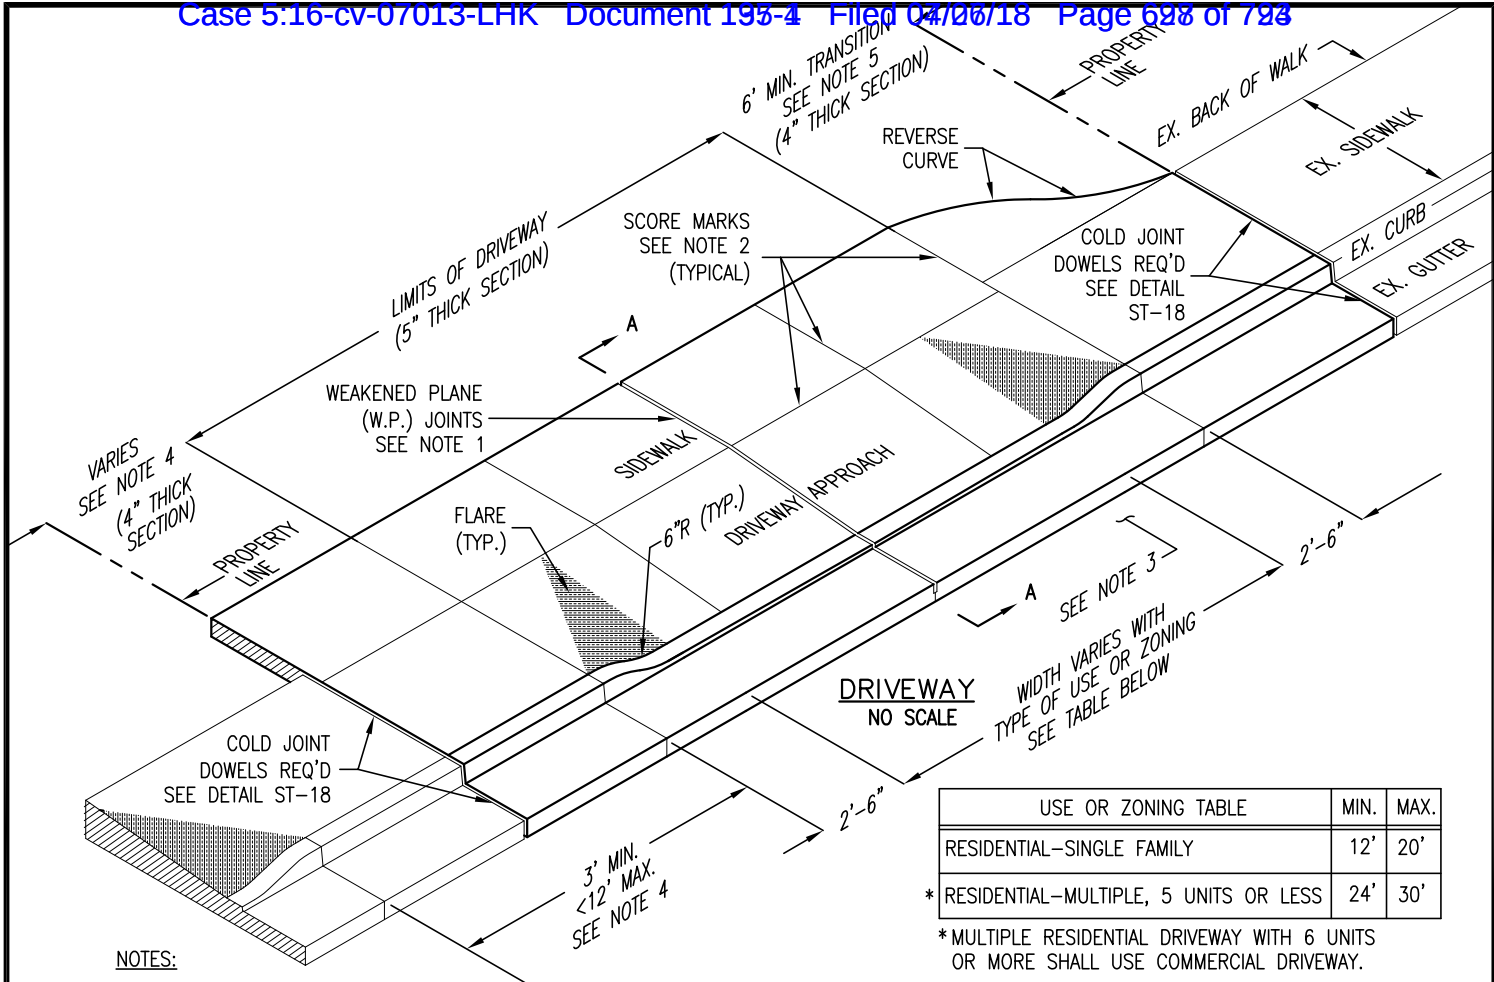 Case 5:16-cv-07013-LHK Document Filed Page of
6' MIN. TRANSITION
SEE NOTE 5
(4" THICK SECTION)
PROPERTY
LINE
EX. BACK OF WALK
EX. SIDEWALK
EX. CURB
EX. GUTTER
REVERSE
CURVE
SCORE MARKS
SEE NOTE 2
(TYPICAL)
COLD JOINT
DOWELS REQ'D
SEE DETAIL
ST-18
LIMITS OF DRIVEWAY
(5" THICK SECTION)
A
WEAKENED PLANE
(W.P.) JOINTS
SEE NOTE 1
VARIES
SEE NOTE 4
(4" THICK
SECTION)
PROPERTY
LINE
SIDEWALK
DRIVEWAY APPROACH
FLARE
(TYP.)
6"R (TYP.)
2'-6"
A
SEE NOTE 3
WIDTH VARIES WITH
TYPE OF USE OR ZONING
SEE TABLE BELOW
DRIVEWAY
NO SCALE
COLD JOINT
DOWELS REQ'D
SEE DETAIL ST-18
2'-6"
3' MIN.
<12' MAX.
SEE NOTE 4
USE OR ZONING TABLE MIN. MAX.
RESIDENTIAL-SINGLE FAMILY 12' 20'
* RESIDENTIAL-MULTIPLE, 5 UNITS OR LESS 24' 30'
* MULTIPLE RESIDENTIAL DRIVEWAY WITH 6 UNITS
OR MORE SHALL USE COMMERCIAL DRIVEWAY.
NOTES: